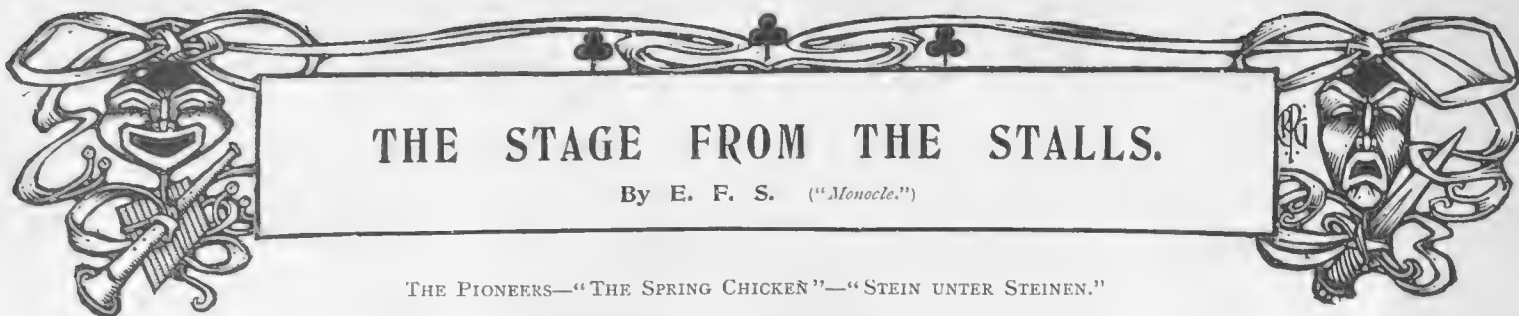 THE STAGE FROM THE STALLS.
By E. F. S. ("Monocle.")
THE PIONEERS—"THE SPRING CHICKEN"—"STEIN UNTER STEINEN."